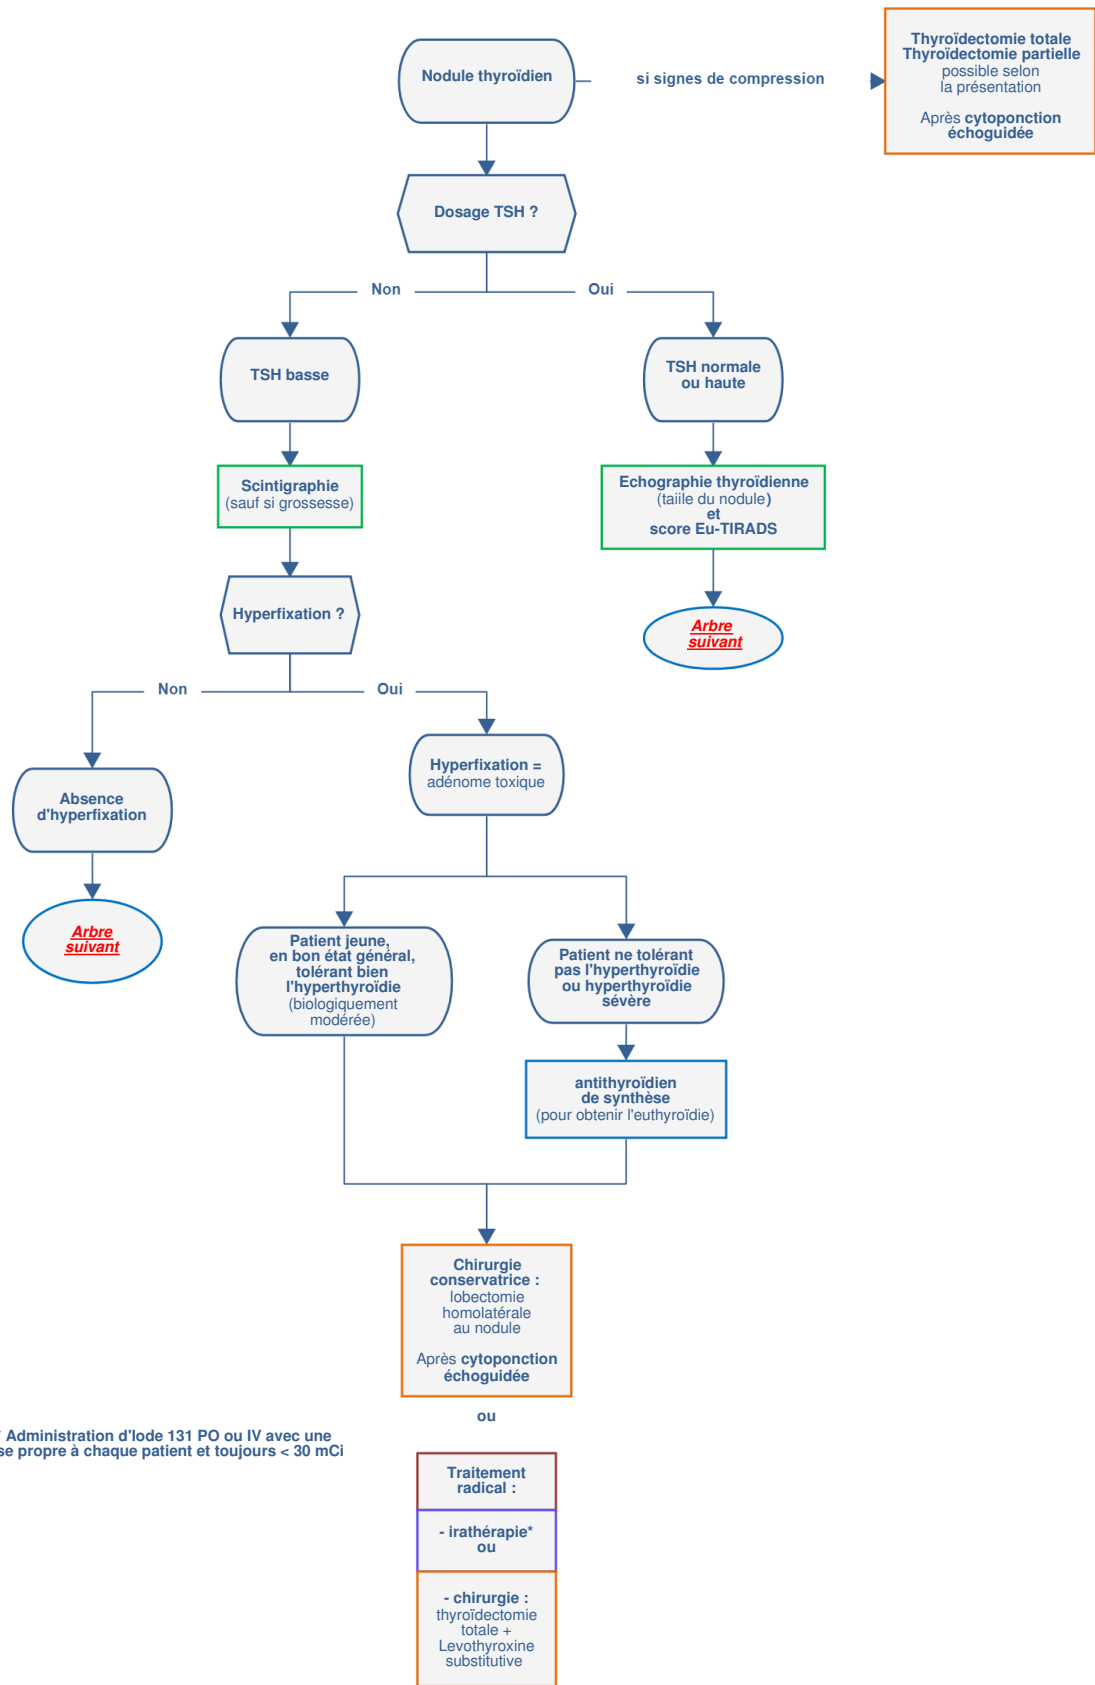 Thyroïdectomie totale
Thyroïdectomie partielle
possible selon
la présentation
Après cytoponction
échoguidée
Nodule thyroïdien
si signes de compression
Dosage TSH ?
Non
Oui
TSH basse
TSH normale
ou haute
Scintigraphie
(sauf si grossesse)
Echographie thyroïdienne
(taiile du nodule)
et
score Eu-TIRADS
Hyperfixation ?
Arbre
suivant
Non
Oui
Hyperfixation =
adénome toxique
Absence
d'hyperfixation
Arbre
suivant
Patient jeune,
en bon état général,
tolérant bien
l'hyperthyroïdie
(biologiquement
modérée)
Patient ne tolérant
pas l'hyperthyroïdie
ou hyperthyroïdie
sévère
antithyroïdien
de synthèse
(pour obtenir l'euthyroïdie)
Chirurgie
conservatrice :
lobectomie
homolatérale
au nodule
Après cytoponction
échoguidée
ou
Administration d'Iode 131 PO ou IV avec une
se propre à chaque patient et toujours < 30 mCi
Traitement
radical :
- irathérapie*
ou
- chirurgie :
thyroïdectomie
totale +
Levothyroxine
substitutive